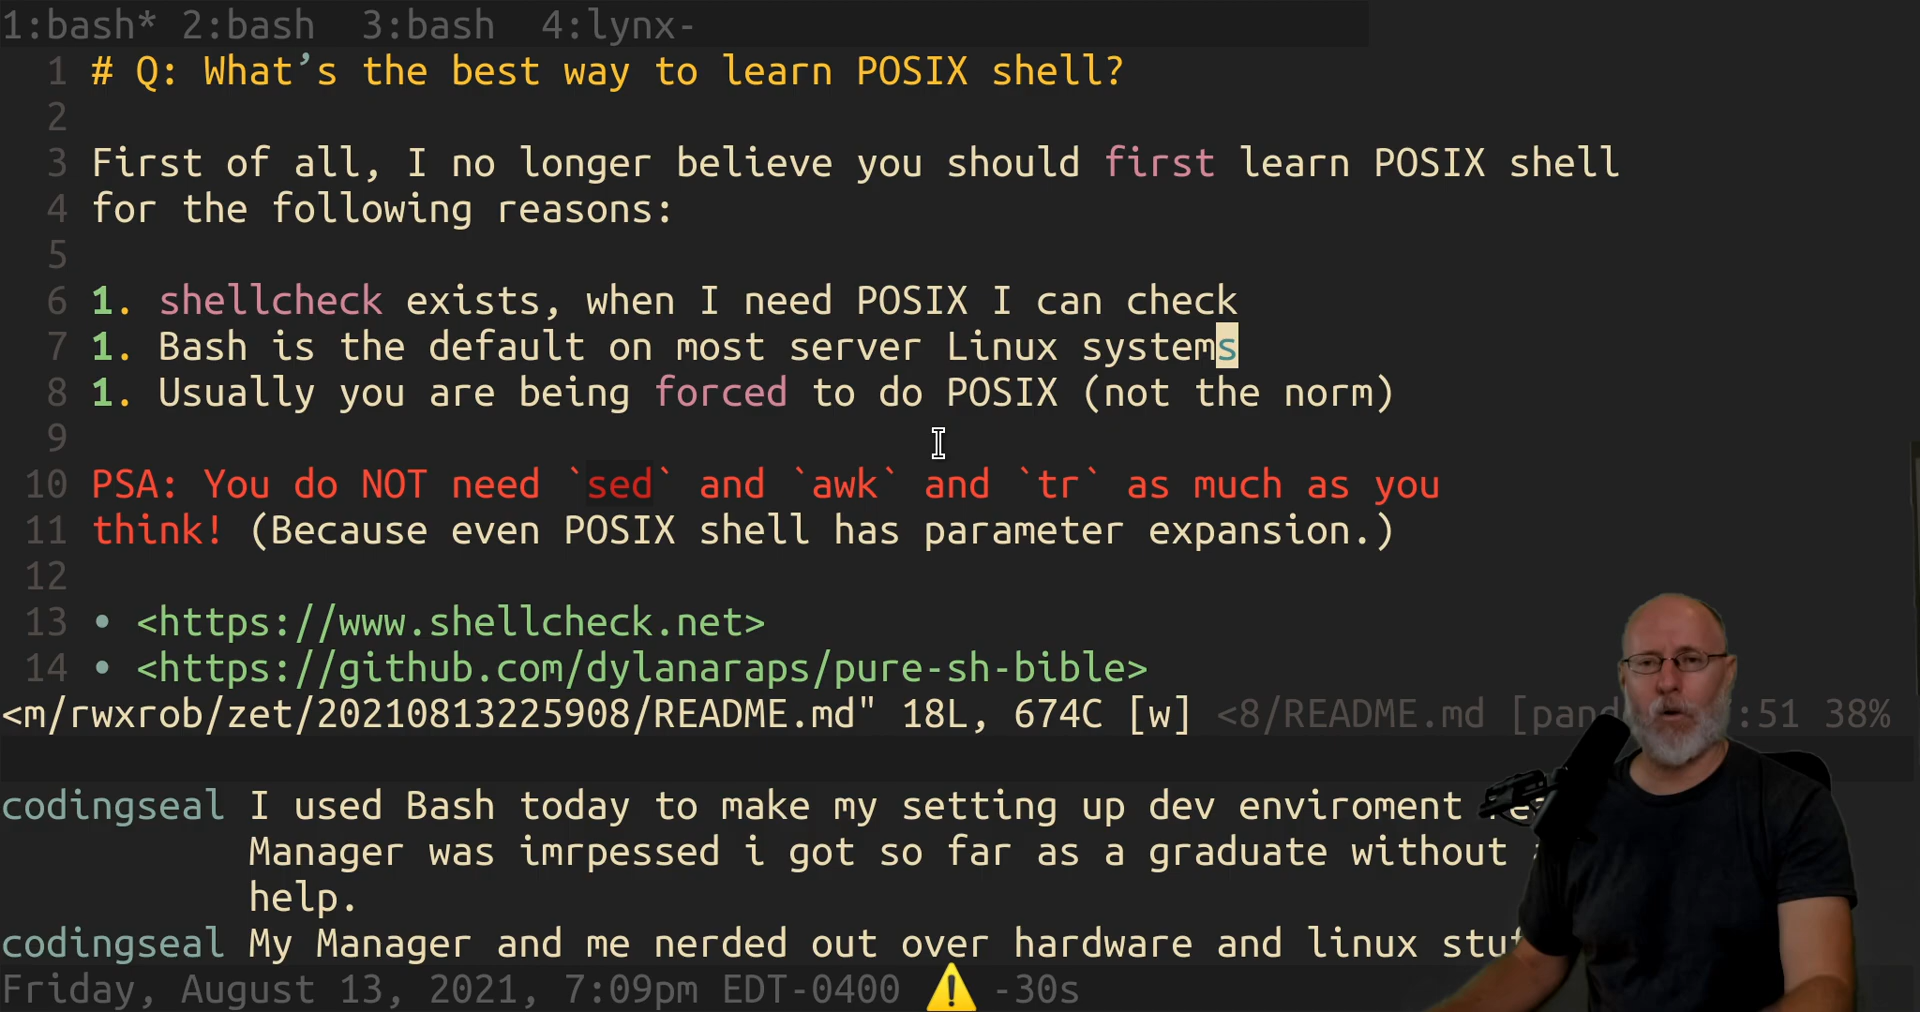 1:bash* 2:bash  3:bash  4:lynx-
1 # Q: What’s the best way to learn POSIX shell?
2
3 First of all, I no longer believe you should first learn POSIX shell
4 for the following reasons:
5
6 1. shellcheck exists, when I need POSIX I can check
7 1. Bash is the default on most server Linux systems
8 1. Usually you are being forced to do POSIX (not the norm)
9
10 PSA: You do NOT need `sed` and `awk` and `tr` as much as you
11 think! (Because even POSIX shell has parameter expansion.)
12
13 • <https://www.shellcheck.net>
14 • <https://github.com/dylanaraps/pure-sh-bible>
<m/rwxrob/zet/20210813225908/README.md" 18L, 674C [w] <8/README.md :51 38%
codingseal I used Bash today to make my setting up dev enviroment
Manager was imrpessed i got so far as a graduate without
help.
codingseal My Manager and me nerded out over hardware and linux
Friday, August 13, 2021, 7:09pm EDT-0400 ⚠️ -30s